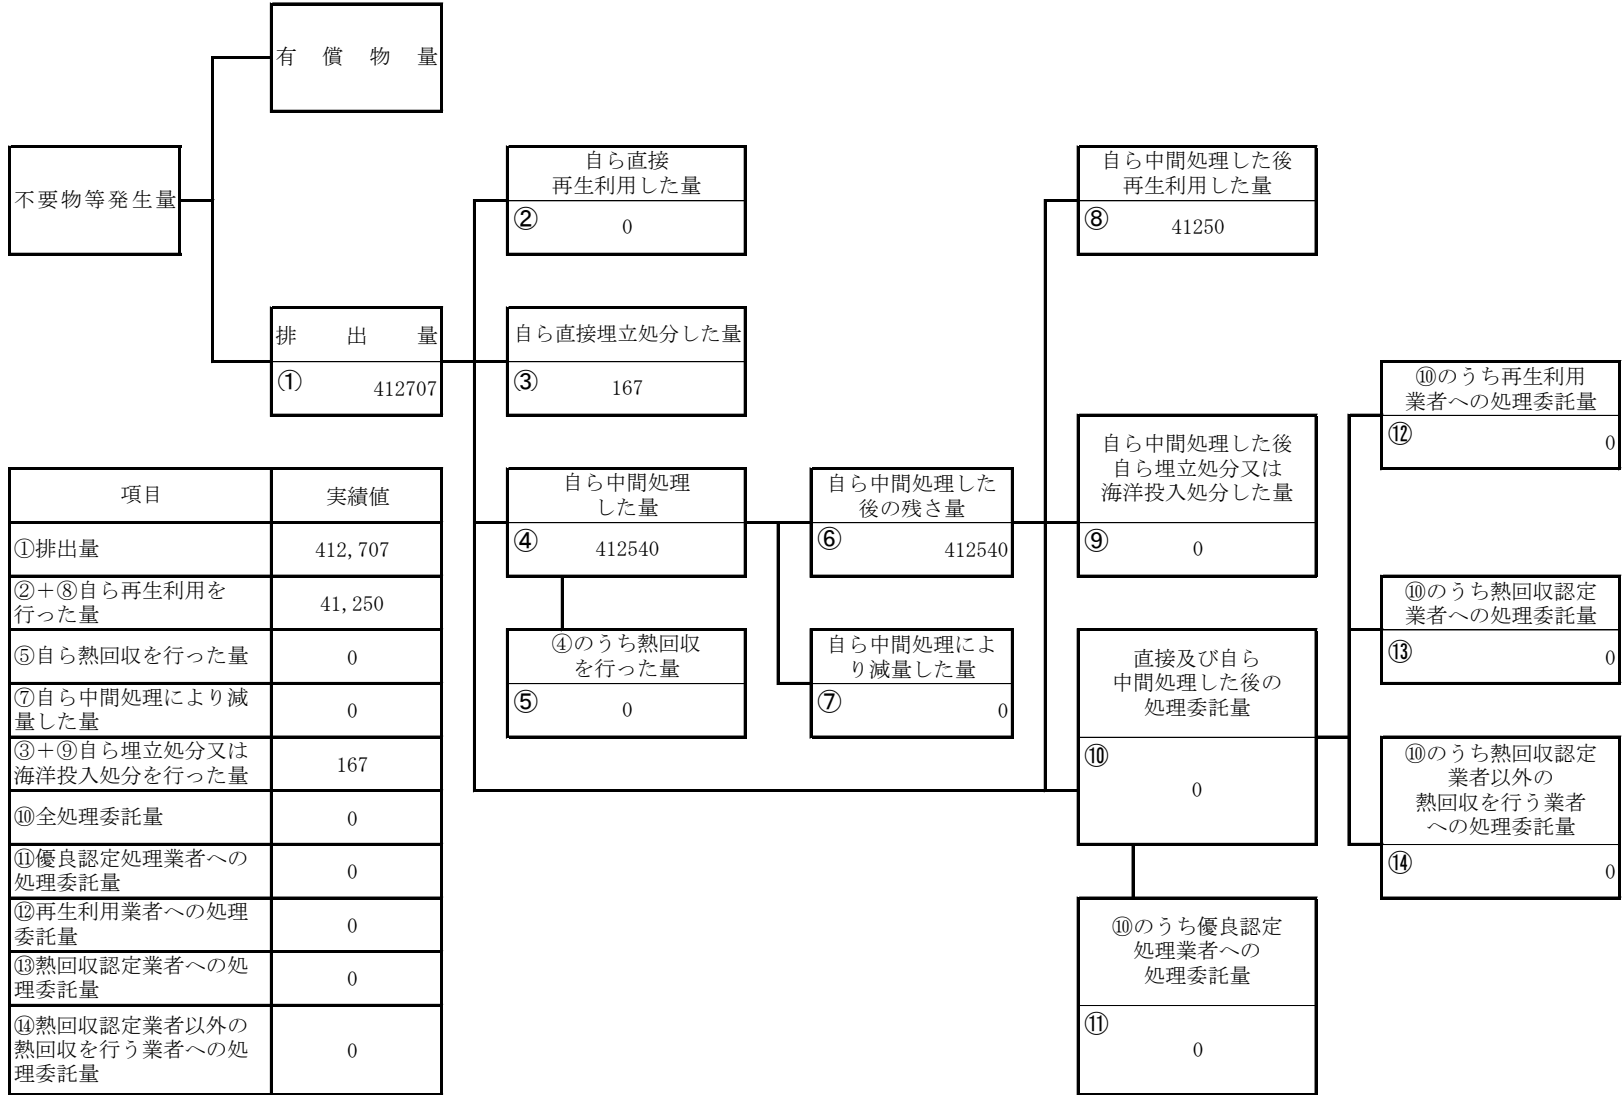 有償物量
不要物等発生量
排出量
① 412707
自ら直接
再生利用した量
② 0
自ら直接埋立処分した量
③ 167
自ら中間処理
した量
④ 412540
④のうち熱回収
を行った量
⑤ 0
自ら中間処理した
後の残さ量
⑥ 412540
自ら中間処理によ
り減量した量
⑦ 0
自ら中間処理した後
再生利用した量
⑧ 41250
自ら中間処理した後
自ら埋立処分又は
海洋投入処分した量
⑨ 0
直接及び自ら
中間処理した後の
処理委託量
⑩
0
⑩のうち優良認定
処理業者への
処理委託量
⑪
0
⑩のうち再生利用
業者への処理委託量
⑫ 0
⑩のうち熱回収認定
業者への処理委託量
⑬ 0
⑩のうち熱回収認定
業者以外の
熱回収を行う業者
への処理委託量
⑭ 0
項目 実績値
①排出量 412,707
②＋⑧自ら再生利用を
行った量 41,250
⑤自ら熱回収を行った量 0
⑦自ら中間処理により減
量した量 0
③＋⑨自ら埋立処分又は
海洋投入処分を行った量 167
⑩全処理委託量 0
⑪優良認定処理業者への
処理委託量 0
⑫再生利用業者への処理
委託量 0
⑬熱回収認定業者への処
理委託量 0
⑭熱回収認定業者以外の
熱回収を行う業者への処
理委託量 0